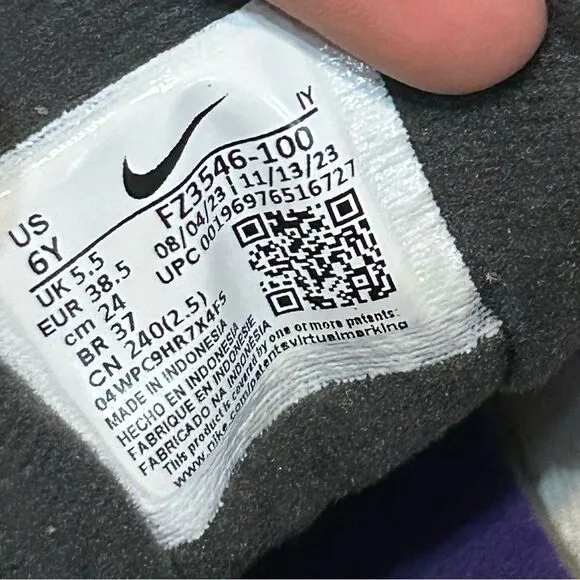 IY
US
6Y
FZ3546-100
08/04/23 | 11/13/23
UPC 00196976516727
UK 5.5
EUR 38.5
cm 24
BR 37
CN 240(2.5)
04WPC9HR7X4F5
MADE IN INDONESIA
HECHO EN INDONESIA
FABRIQUE EN INDONESIE
FABRICADO NA INDONESIA
This product is covered by one or more patents:
www.nike.com/patentsvirtualmarking